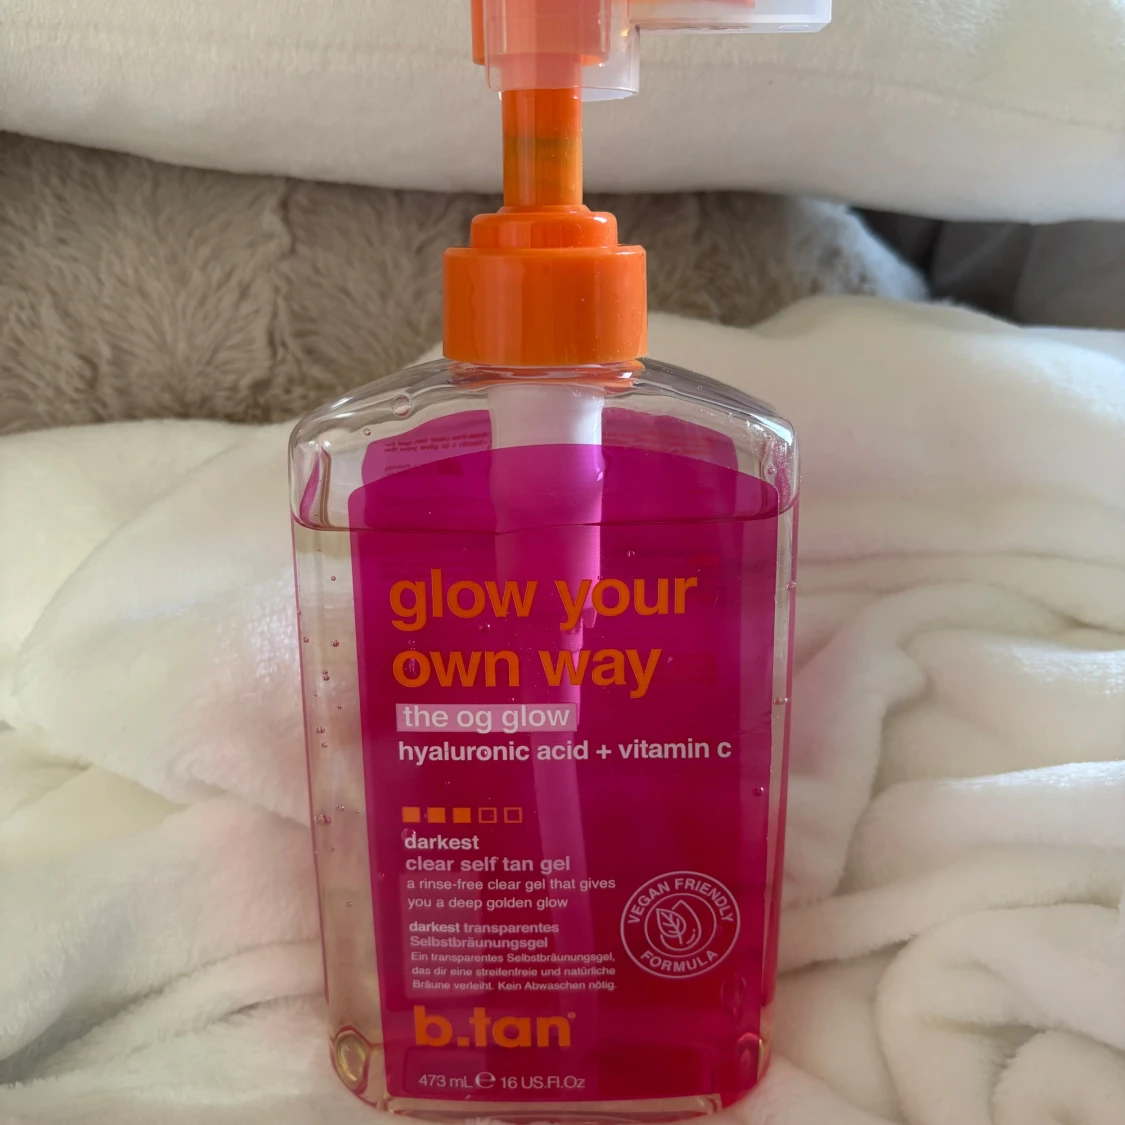 glow your
own way
the og glow
hyaluronic acid + vitamin c
darkest
clear self tan gel
a rinse-free clear gel that gives
you a deep golden glow
darkest transparentes
Selbstbräunungsgel
Ein transparentes Selbstbräunungsgel,
das dir eine streifenfreie und natürliche
Bräune verleiht. Kein Abwaschen nötig.
VEGAN FRIENDLY
FORMULA
b.tan
473 mL ℮ 16 US.Fl.Oz